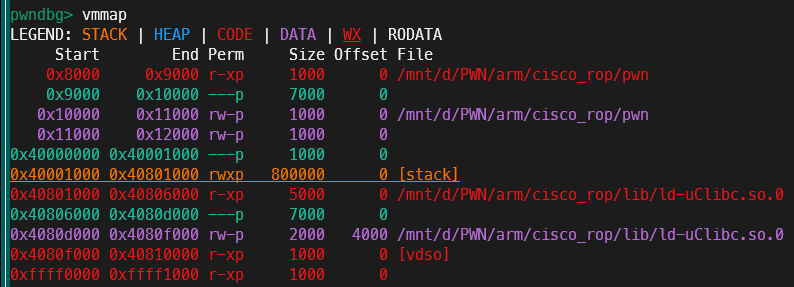 pwndbg> vmmap
LEGEND: STACK | HEAP | CODE | DATA | WX | RODATA
Start End Perm Size Offset File
0x8000 0x9000 r-xp 1000 0 /mnt/d/PWN/arm/cisco_rop/pwn
0x9000 0x10000 ---p 7000 0
0x10000 0x11000 rw-p 1000 0 /mnt/d/PWN/arm/cisco_rop/pwn
0x11000 0x12000 rw-p 1000 0
0x40000000 0x40001000 ---p 1000 0
0x40001000 0x40801000 rwxp 800000 0 [stack]
0x40801000 0x40806000 r-xp 5000 0 /mnt/d/PWN/arm/cisco_rop/lib/ld-uClibc.so.0
0x40806000 0x4080d000 ---p 7000 0
0x4080d000 0x4080f000 rw-p 2000 4000 /mnt/d/PWN/arm/cisco_rop/lib/ld-uClibc.so.0
0x4080f000 0x40810000 r-xp 1000 0 [vdso]
0xffff0000 0xffff1000 r-xp 1000 0